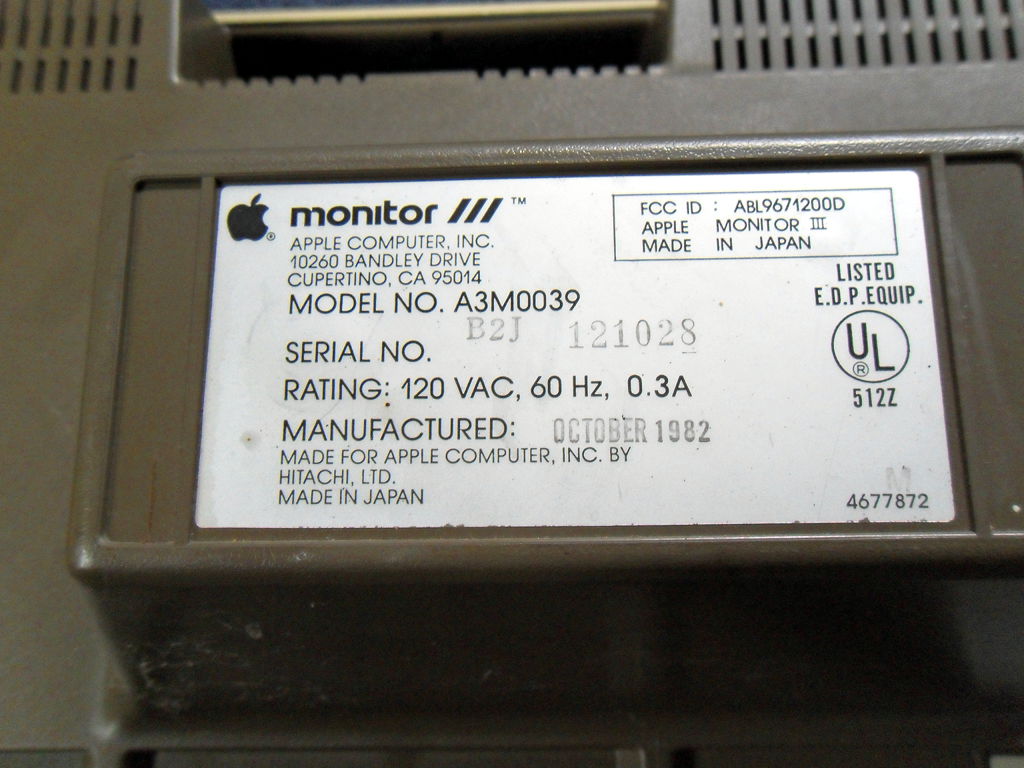 monitor /// ™
APPLE COMPUTER, INC.
10260 BANDLEY DRIVE
CUPERTINO, CA 95014
MODEL NO. A3M0039
SERIAL NO. B2J 121028
RATING: 120 VAC, 60 Hz, 0.3A
MANUFACTURED: OCTOBER 1982
MADE FOR APPLE COMPUTER, INC. BY
HITACHI, LTD.
MADE IN JAPAN
FCC ID : ABL9671200D
APPLE MONITOR III
MADE IN JAPAN
LISTED
E.D.P. EQUIP.
UL ®
512Z
M
4677872